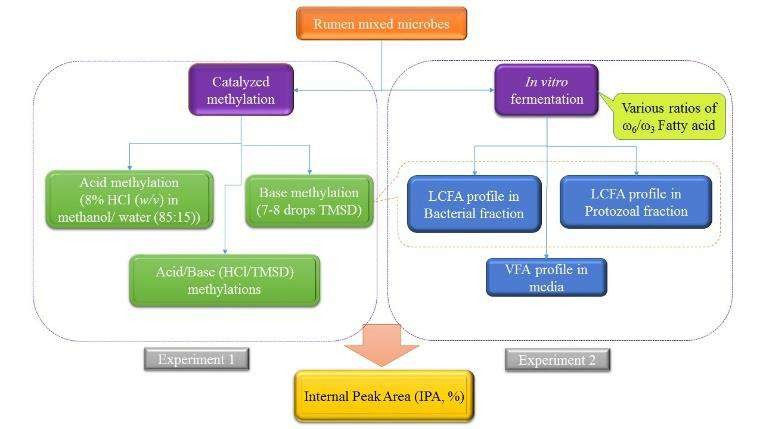 Rumen mixed microbes
Catalyzed
methylation
In vitro
fermentation
Various ratios of
ω₆/ω₃ Fatty acid
Acid methylation
(8% HCl (w/v) in
methanol/ water (85:15))
Base methylation
(7-8 drops TMSD)
LCFA profile in
Bacterial fraction
LCFA profile in
Protozoal fraction
Acid/Base (HCl/TMSD)
methylations
VFA profile in
media
Experiment 1
Experiment 2
Internal Peak Area (IPA, %)